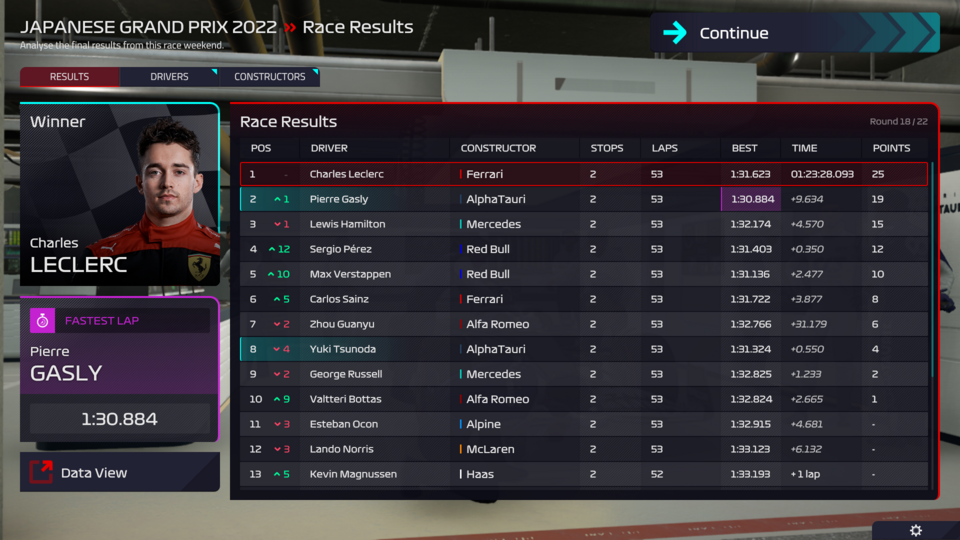 JAPANESE GRAND PRIX 2022 » Race Results
Analyse the final results from this race weekend.
Continue
RESULTS DRIVERS CONSTRUCTORS
Winner
Charles
LECLERC
FASTEST LAP
Pierre
GASLY
1:30.884
Data View
Race Results Round 18 / 22
POS DRIVER CONSTRUCTOR STOPS LAPS BEST TIME POINTS
1 - Charles Leclerc Ferrari 2 53 1:31.623 01:23:28.093 25
2 1 Pierre Gasly AlphaTauri 2 53 1:30.884 +9.634 19
3 1 Lewis Hamilton Mercedes 2 53 1:32.174 +4.570 15
4 12 Sergio Pérez Red Bull 2 53 1:31.403 +0.350 12
5 10 Max Verstappen Red Bull 2 53 1:31.136 +2.477 10
6 5 Carlos Sainz Ferrari 2 53 1:31.722 +3.877 8
7 2 Zhou Guanyu Alfa Romeo 2 53 1:32.766 +31.179 6
8 4 Yuki Tsunoda AlphaTauri 2 53 1:31.324 +0.550 4
9 2 George Russell Mercedes 2 53 1:32.825 +1.233 2
10 9 Valtteri Bottas Alfa Romeo 2 53 1:32.824 +2.665 1
11 3 Esteban Ocon Alpine 2 53 1:32.915 +4.681 -
12 3 Lando Norris McLaren 2 53 1:33.123 +6.132 -
13 5 Kevin Magnussen Haas 2 52 1:33.193 +1 lap -